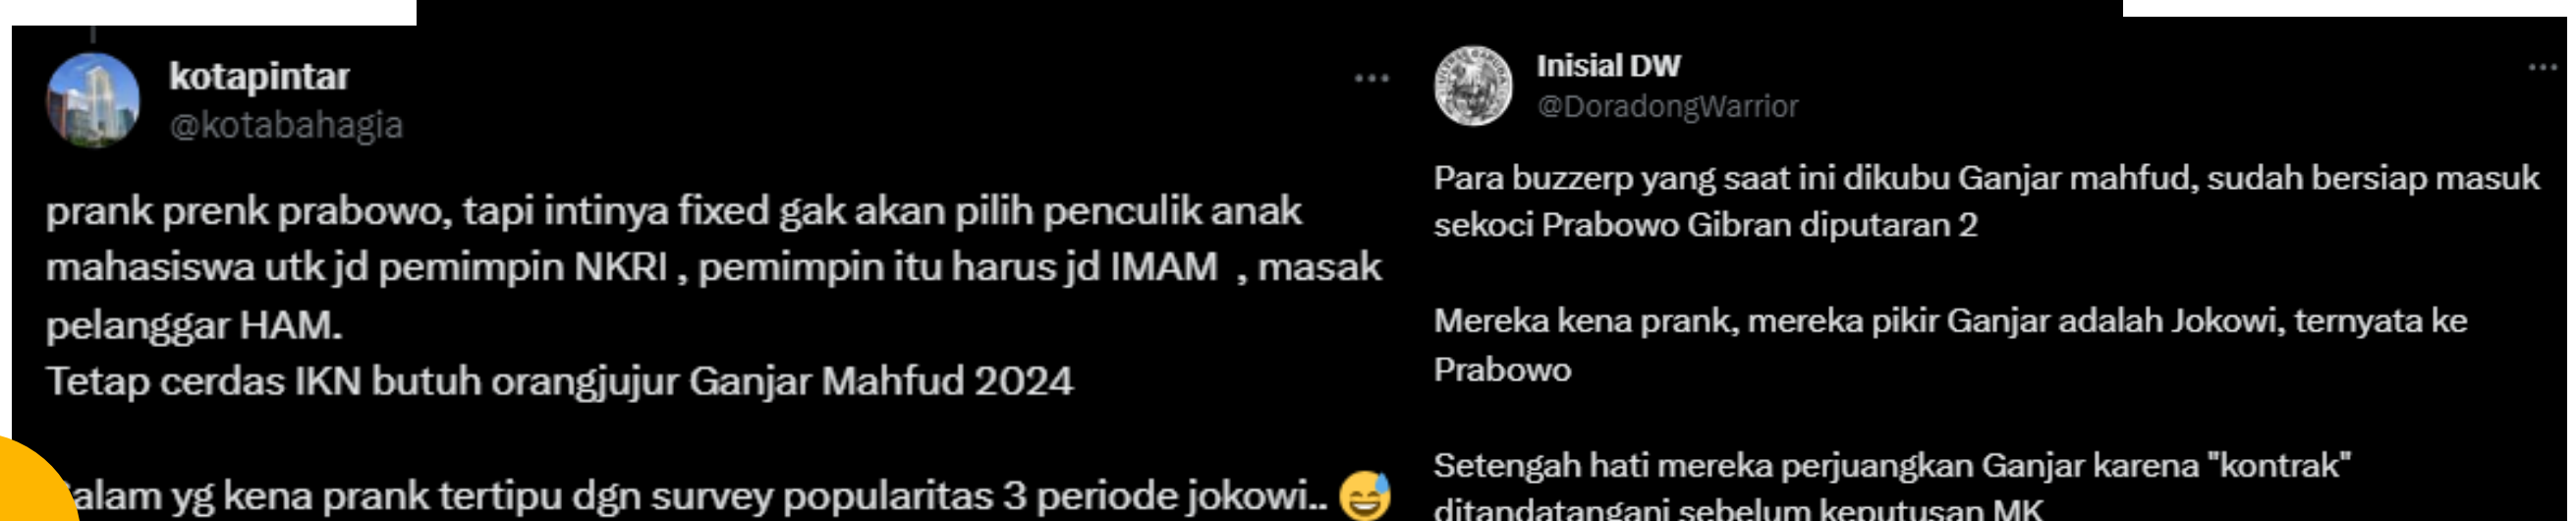 kotapintar
@kotabahagia
prank prenk prabowo, tapi intinya fixed gak akan pilih penculik anak
mahasiswa utk jd pemimpin NKRI , pemimpin itu harus jd IMAM , masak
pelanggar HAM.
Tetap cerdas IKN butuh orangjujur Ganjar Mahfud 2024
alam yg kena prank tertipu dgn survey popularitas 3 periode jokowi.. 😅
Inisial DW
@DoradongWarrior
Para buzzerp yang saat ini dikubu Ganjar mahfud, sudah bersiap masuk
sekoci Prabowo Gibran diputaran 2
Mereka kena prank, mereka pikir Ganjar adalah Jokowi, ternyata ke
Prabowo
Setengah hati mereka perjuangkan Ganjar karena "kontrak"
ditandatangani sebelum keputusan MK